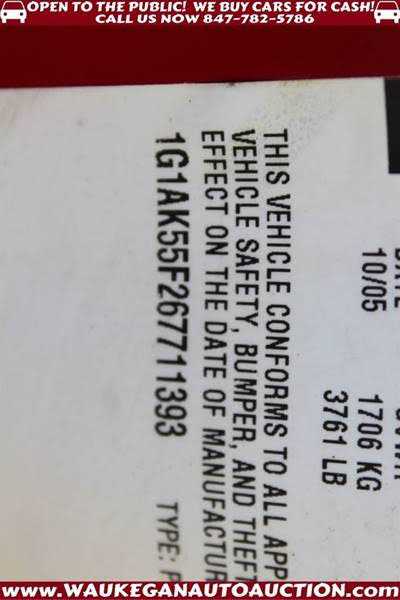 OPEN TO THE PUBLIC! WE BUY CARS FOR CASH!
CALL US NOW 847-782-5786
10/05
1706 KG
3761 LB
THIS VEHICLE CONFORMS TO ALL APP
VEHICLE SAFETY, BUMPER, AND THEFT
EFFECT ON THE DATE OF MANUFACTUR
1G1AK55F267711393 TYPE: P
WWW.WAUKEGANAUTOAUCTION.COM